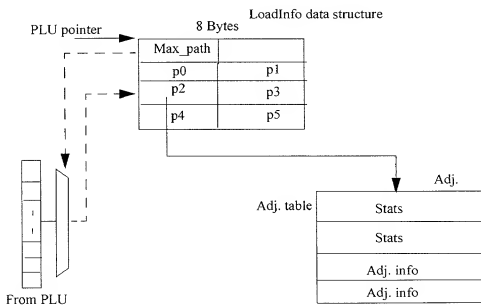 LoadInfo data structure
PLU pointer
8 Bytes
Max_path
p0 p1
p2 p3
p4 p5
Adj.
Adj. table
Stats
Stats
Adj. info
Adj. info
From PLU